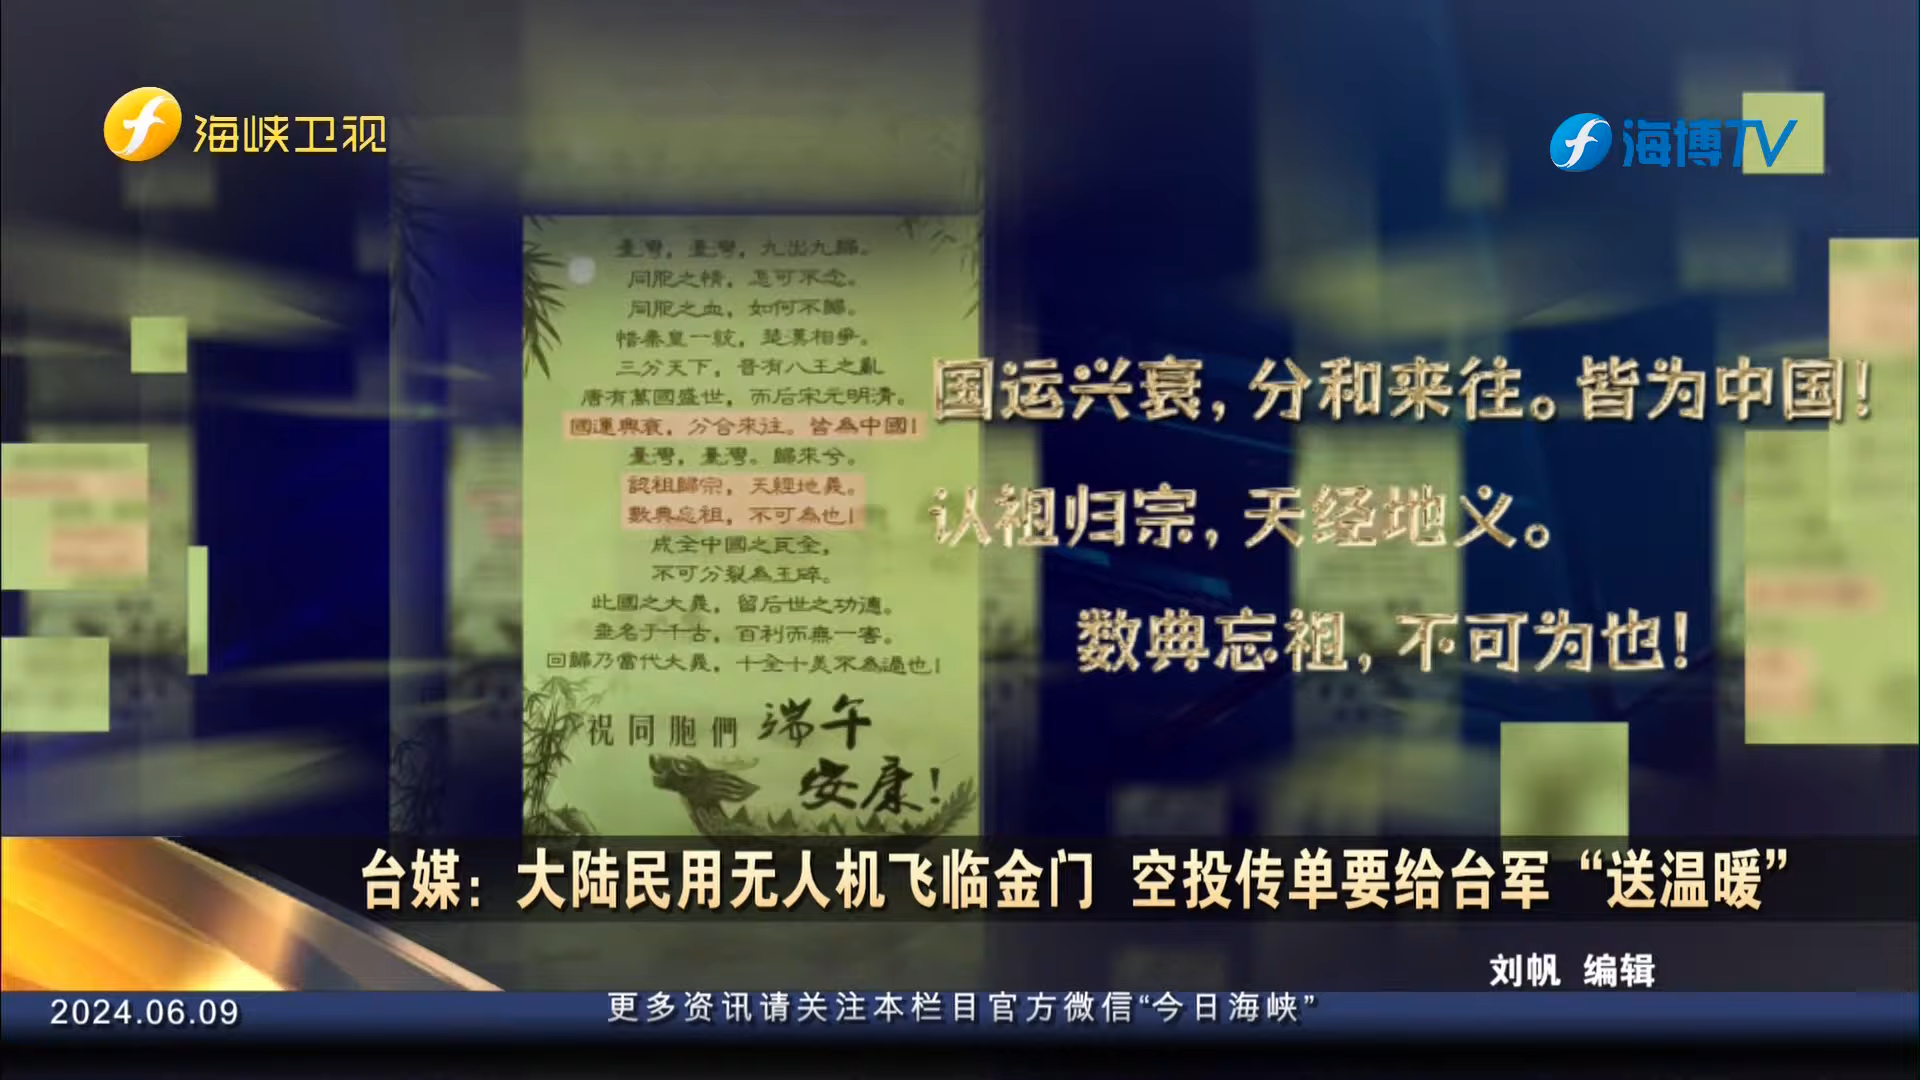 海峡卫视
海博TV
臺灣，臺灣，九出九歸。
同胞之情，怎可不念。
同胞之血，如何不歸。
惜秦皇一統，楚漢相爭。
三分天下，晋有八王之亂
唐有萬國盛世，而后宋元明清。
國運興衰，分合來往。皆為中國！
臺灣，臺灣。歸來兮。
認祖歸宗，天經地義。
數典忘祖，不可為也！
成全中國之瓦全，
不可分裂為玉碎。
此國之大義，留后世之功德。
垂名于千古，百利而無一害。
回歸乃當代大義，十全十美不為過也！
祝同胞們 端午
安康！
国运兴衰，分和来往。皆为中国！
认祖归宗，天经地义。
数典忘祖，不可为也！
台媒：大陆民用无人机飞临金门 空投传单要给台军“送温暖”
刘帆 编辑
2024.06.09
更多资讯请关注本栏目官方微信“今日海峡”